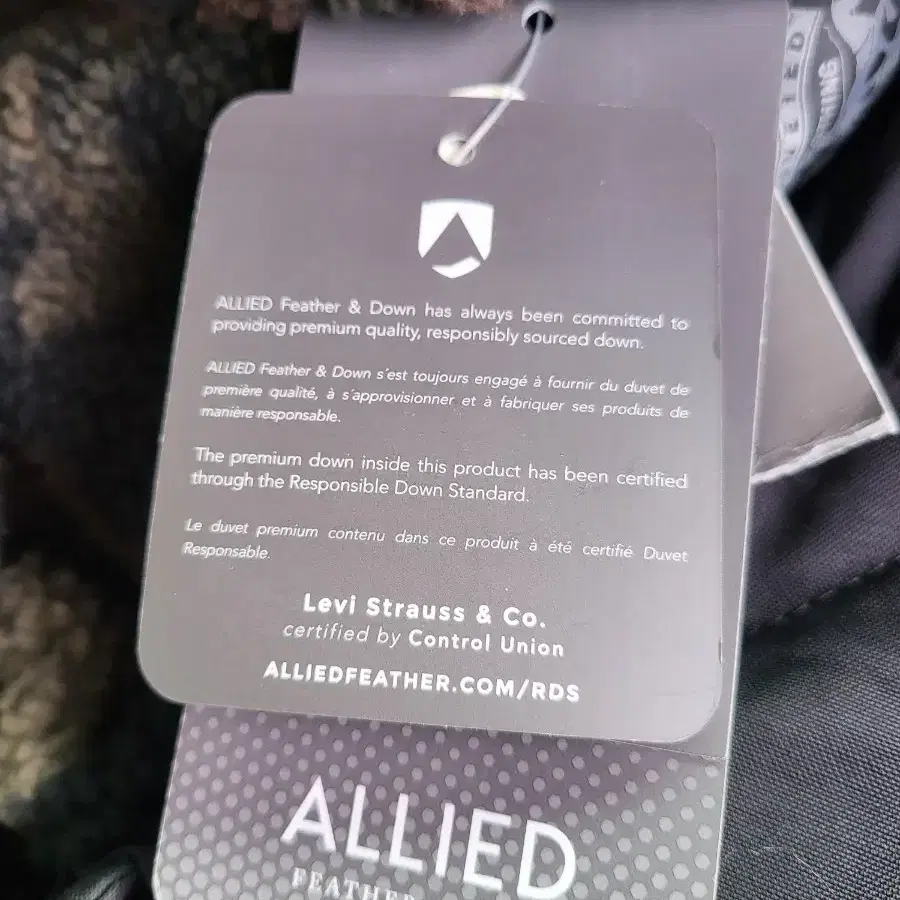 ALLIED Feather & Down has always been committed to
providing premium quality, responsibly sourced down.
ALLIED Feather & Down s'est toujours engagé à fournir du duvet de
première qualité, à s'approvisionner et à fabriquer ses produits de
manière responsable.
The premium down inside this product has been certified
through the Responsible Down Standard.
Le duvet premium contenu dans ce produit à été certifié Duvet
Responsable.
Levi Strauss & Co.
certified by Control Union
ALLIEDFEATHER.COM/RDS
ALLIED
FEATHER